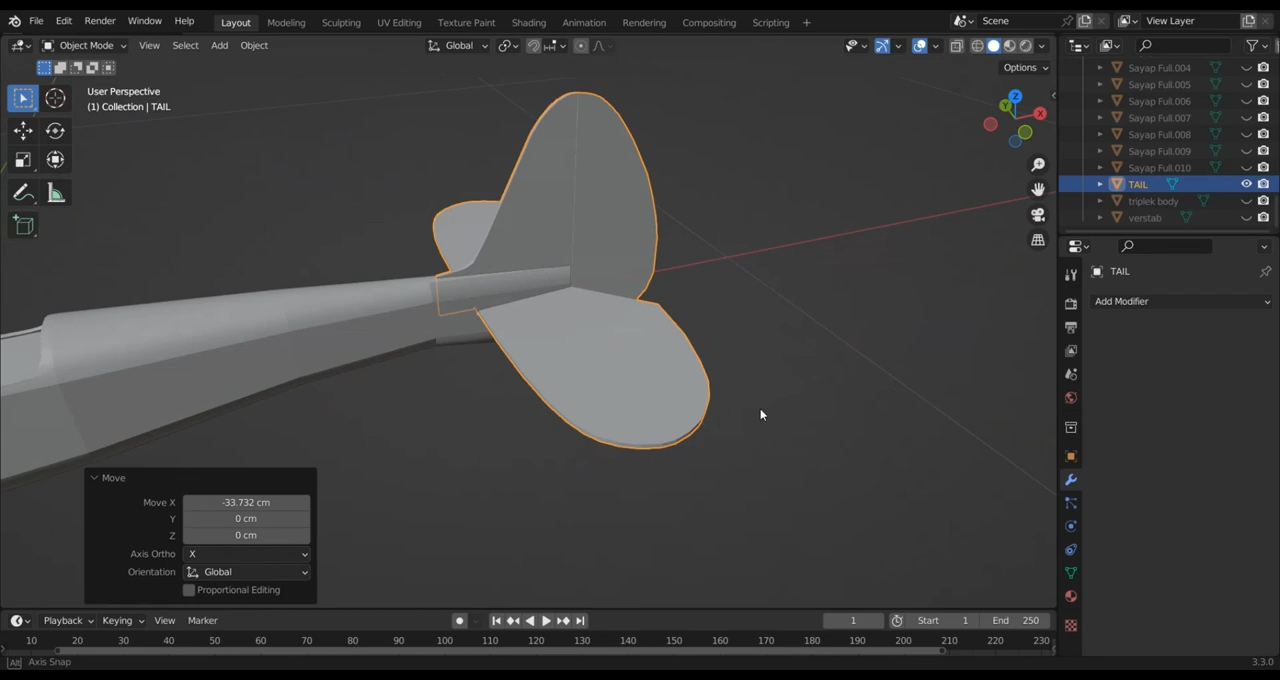 File Edit Render Window Help Layout Modeling Sculpting UV Editing Texture Paint Shading Animation Rendering Compositing Scripting + Scene View Layer
Object Mode View Select Add Object Global
Options
User Perspective
(1) Collection | TAIL
Z
Y
X
Sayap Full.004
Sayap Full.005
Sayap Full.006
Sayap Full.007
Sayap Full.008
Sayap Full.009
Sayap Full.010
TAIL
triplek body
verstab
TAIL
Add Modifier
Move
Move X -33.732 cm
Y 0 cm
Z 0 cm
Axis Ortho X
Orientation Global
Proportional Editing
Playback Keying View Marker 1 Start 1 End 250
10 20 30 40 50 60 70 80 90 100 110 120 130 140 150 160 170 180 190 200 210 220 230
Alt Axis Snap 3.3.0